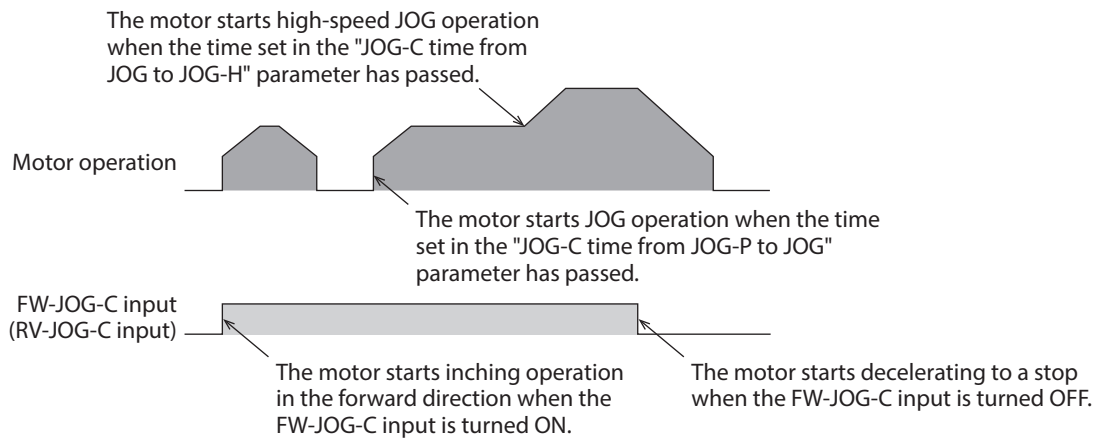 The motor starts high-speed JOG operation
when the time set in the "JOG-C time from
JOG to JOG-H" parameter has passed.
Motor operation
The motor starts JOG operation when the time
set in the "JOG-C time from JOG-P to JOG"
parameter has passed.
FW-JOG-C input
(RV-JOG-C input)
The motor starts inching operation
in the forward direction when the
FW-JOG-C input is turned ON.
The motor starts decelerating to a stop
when the FW-JOG-C input is turned OFF.